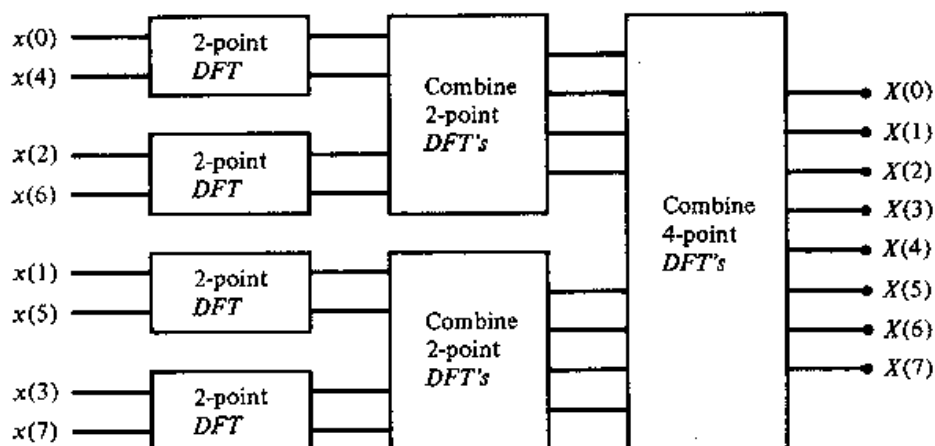 x(0)
x(4)
2-point
DFT
x(2)
x(6)
2-point
DFT
x(1)
x(5)
2-point
DFT
x(3)
x(7)
2-point
DFT
Combine
2-point
DFT's
Combine
2-point
DFT's
Combine
4-point
DFT's
X(0)
X(1)
X(2)
X(3)
X(4)
X(5)
X(6)
X(7)